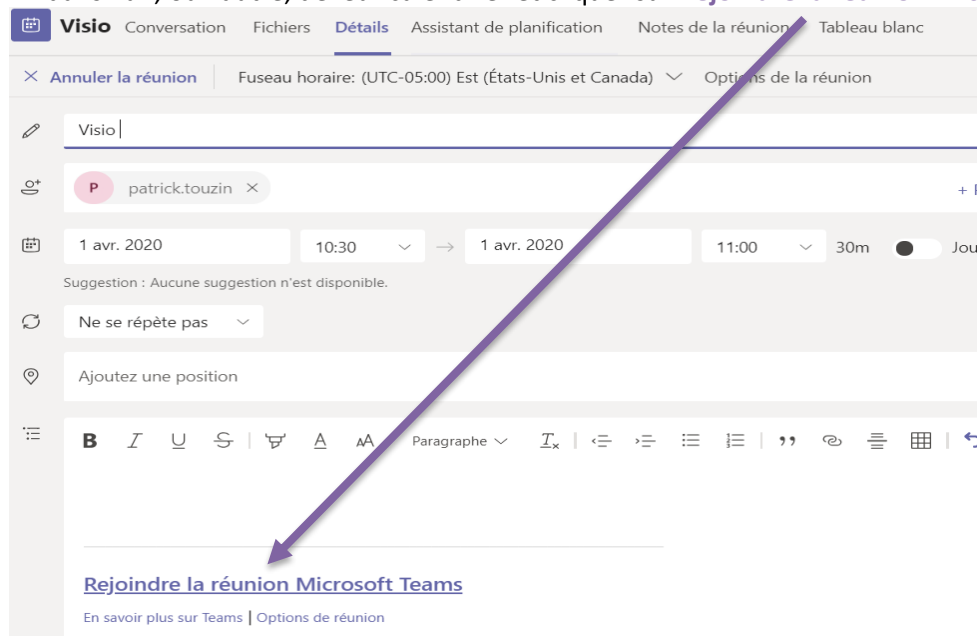 Visio Conversation Fichiers Détails Assistant de planification Notes de la réunion Tableau blanc
Annuler la réunion Fuseau horaire: (UTC-05:00) Est (États-Unis et Canada) Options de la réunion
Visio
P patrick.touzin
1 avr. 2020 10:30 → 1 avr. 2020 11:00 30m Jou
Suggestion : Aucune suggestion n'est disponible.
Ne se répète pas
Ajoutez une position
B I U S A AA Paragraphe
Rejoindre la réunion Microsoft Teams
En savoir plus sur Teams | Options de réunion